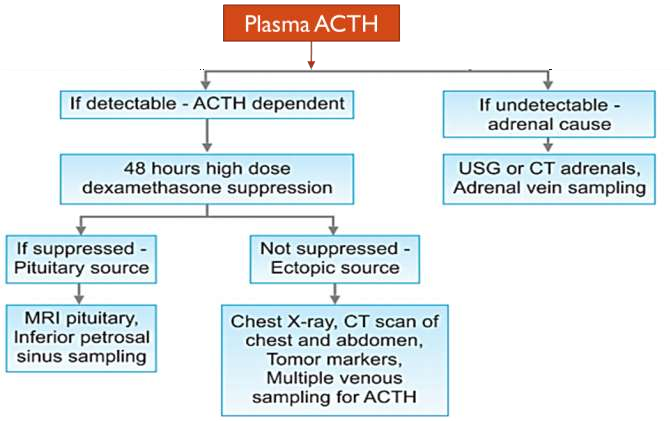 Plasma ACTH
If detectable - ACTH dependent
If undetectable -
adrenal cause
48 hours high dose
dexamethasone suppression
USG or CT adrenals,
Adrenal vein sampling
If suppressed -
Pituitary source
Not suppressed -
Ectopic source
MRI pituitary,
Inferior petrosal
sinus sampling
Chest X-ray, CT scan of
chest and abdomen,
Tomor markers,
Multiple venous
sampling for ACTH